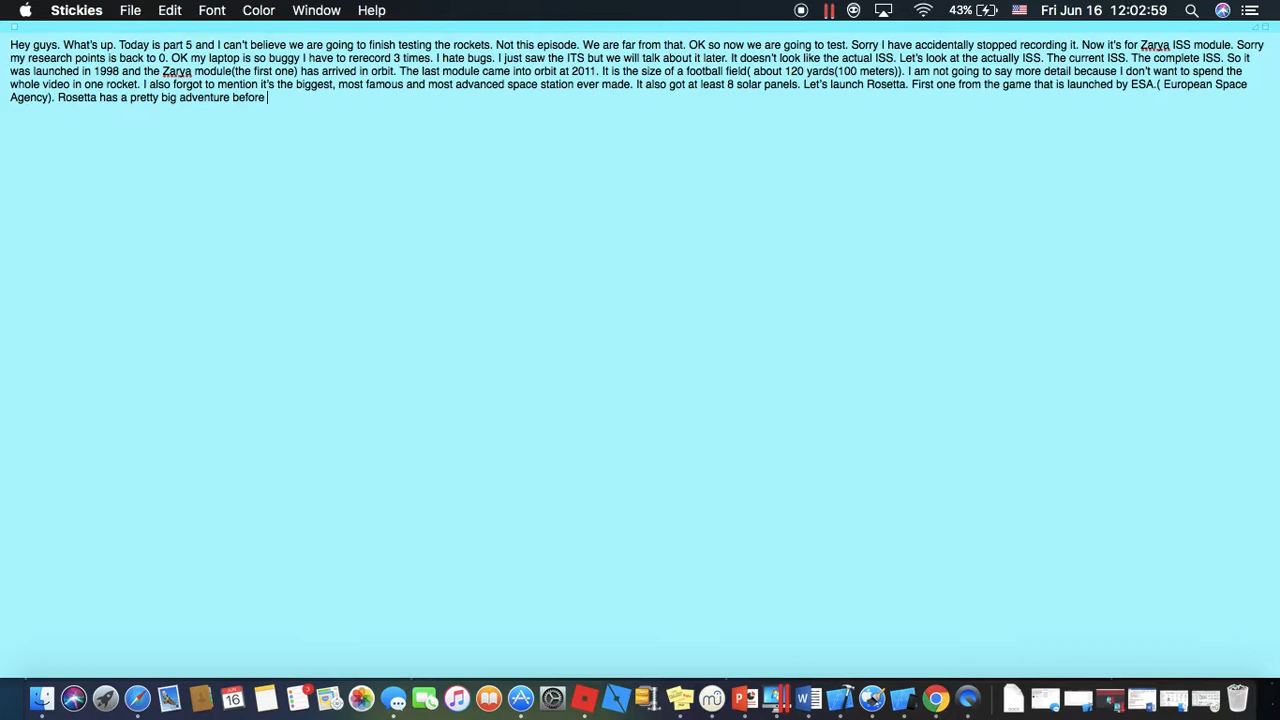 Stickies File Edit Font Color Window Help 43% Fri Jun 16 12:02:59
Hey guys. What's up. Today is part 5 and I can't believe we are going to finish testing the rockets. Not this episode. We are far from that. OK so now we are going to test. Sorry I have accidentally stopped recording it. Now it's for Zarya ISS module. Sorry
my research points is back to 0. OK my laptop is so buggy I have to rerecord 3 times. I hate bugs. I just saw the ITS but we will talk about it later. It doesn't look like the actual ISS. Let's look at the actually ISS. The current ISS. The complete ISS. So it
was launched in 1998 and the Zarya module(the first one) has arrived in orbit. The last module came into orbit at 2011. It is the size of a football field( about 120 yards(100 meters)). I am not going to say more detail because I don't want to spend the
whole video in one rocket. I also forgot to mention it's the biggest, most famous and most advanced space station ever made. It also got at least 8 solar panels. Let's launch Rosetta. First one from the game that is launched by ESA.( European Space
Agency). Rosetta has a pretty big adventure before